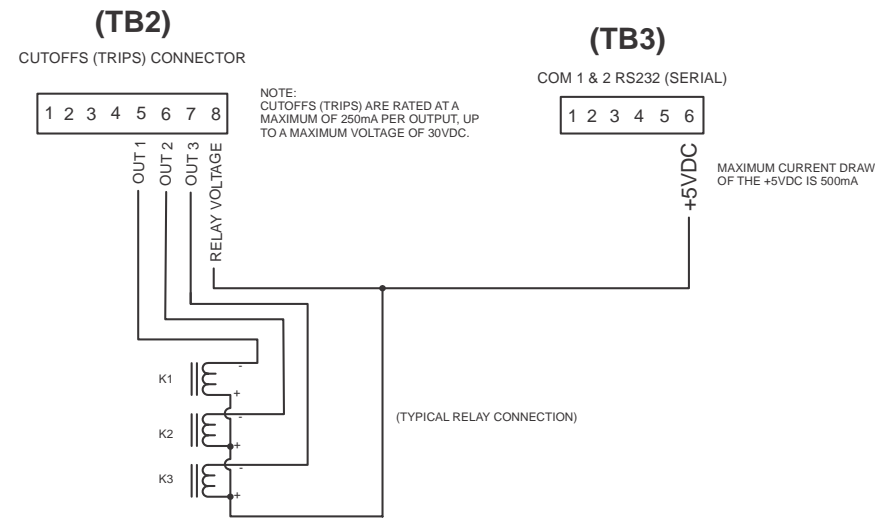 (TB2)
CUTOFFS (TRIPS) CONNECTOR
1 2 3 4 5 6 7 8
OUT 1
OUT 2
OUT 3
RELAY VOLTAGE
NOTE:
CUTOFFS (TRIPS) ARE RATED AT A
MAXIMUM OF 250mA PER OUTPUT, UP
TO A MAXIMUM VOLTAGE OF 30VDC.
(TB3)
COM 1 & 2 RS232 (SERIAL)
1 2 3 4 5 6
+5VDC
MAXIMUM CURRENT DRAW
OF THE +5VDC IS 500mA
K1
-
+
K2
-
+
K3
-
+
(TYPICAL RELAY CONNECTION)